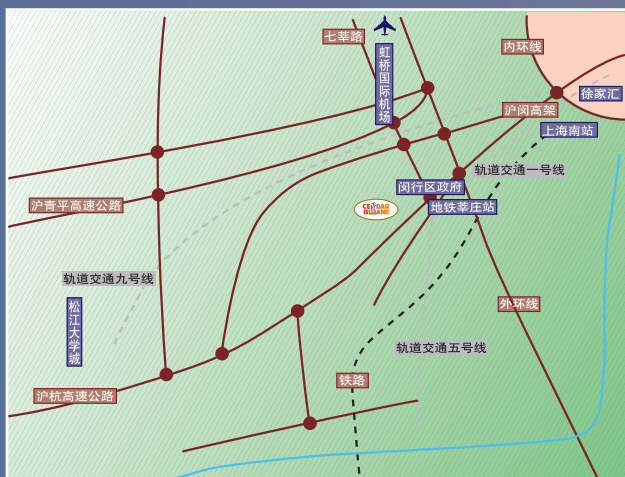 七莘路
虹桥国际机场
内环线
徐家汇
沪闵高架
上海南站
轨道交通一号线
闵行区政府
地铁莘庄站
沪青平高速公路
轨道交通九号线
松江大学城
外环线
轨道交通五号线
铁路
沪杭高速公路